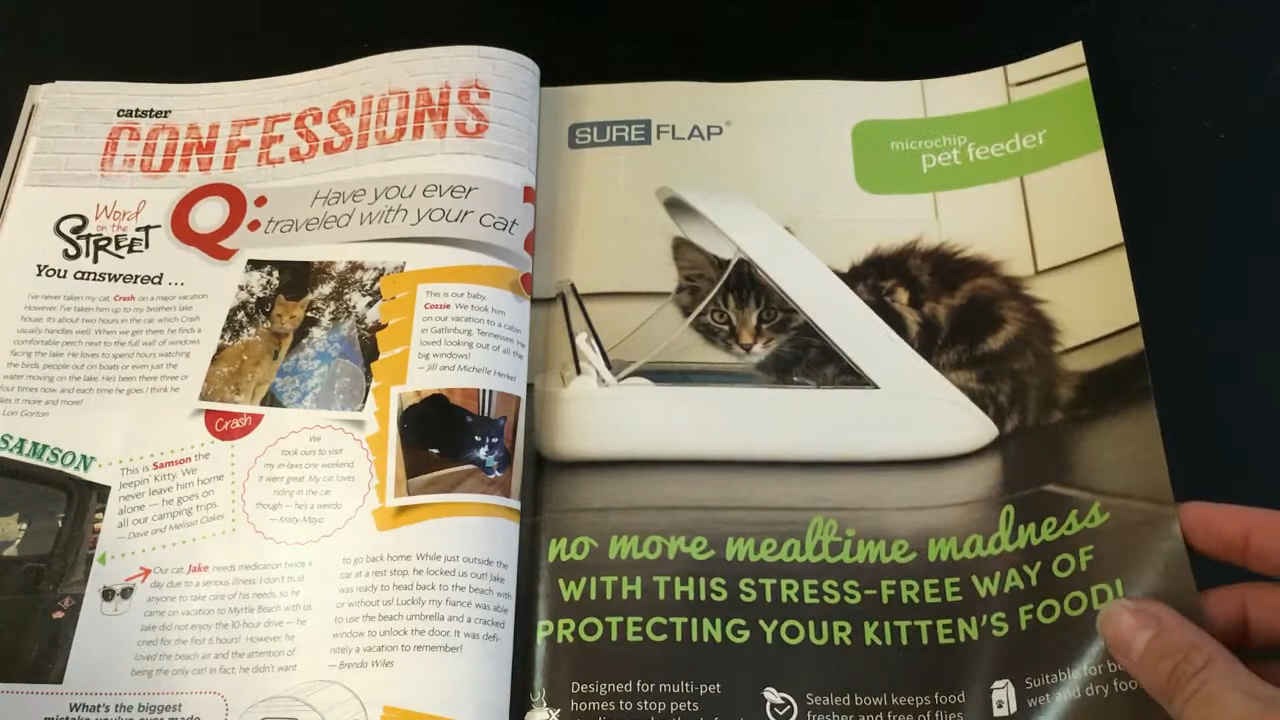 catster
CONFESSIONS
Word
on the
STREET
Q:
Have you ever
traveled with your cat
?
You answered ...
I've never taken my cat, Crash, on a major vacation.
However, I've taken him up to my brother's lake
house. It's about two hours in the car, which Crash
usually handles well. When we get there, he finds a
comfortable perch next to the full wall of windows
facing the lake. He loves to spend hours watching
the birds, people out on boats or even just the
water moving on the lake. He's been there three or
four times now, and each time he goes I think he
kes it more and more!
Lori Gorton
Crash
This is our baby,
Cozzie. We took him
on our vacation to a cabin
in Gatlinburg, Tennessee. He
loved looking out of all the
big windows!
— Jill and Michelle Herkel
SAMSON
This is Samson the
Jeepin' Kitty. We
never leave him home
alone — he goes on
all our camping trips.
— Dave and Melissa Oakes
We
took ours to visit
my in-laws one weekend.
It went great. My cat loves
riding in the car,
though — he's a weirdo.
— Kristy Mayo
Our cat, Jake, needs medication twice a
day due to a serious illness. I don't trust
anyone to take care of his needs, so he
came on vacation to Myrtle Beach with us.
Jake did not enjoy the 10-hour drive — he
cried for the first 6 hours! However, he
loved the beach air and the attention of
being the only cat! In fact, he didn't want
to go back home: While just outside the
car at a rest stop, he locked us out! Jake
was ready to head back to the beach with
or without us! Luckily my fiancé was able
to use the beach umbrella and a cracked
window to unlock the door. It was defi-
nitely a vacation to remember!
— Brenda Wiles
What's the biggest
mistake you've ever made
SUREFLAP®
microchip
pet feeder
no more mealtime madness
WITH THIS STRESS-FREE WAY OF
PROTECTING YOUR KITTEN'S FOOD!
Designed for multi-pet
homes to stop pets
Sealed bowl keeps food
fresher and free of flies
Suitable for bo
wet and dry foo